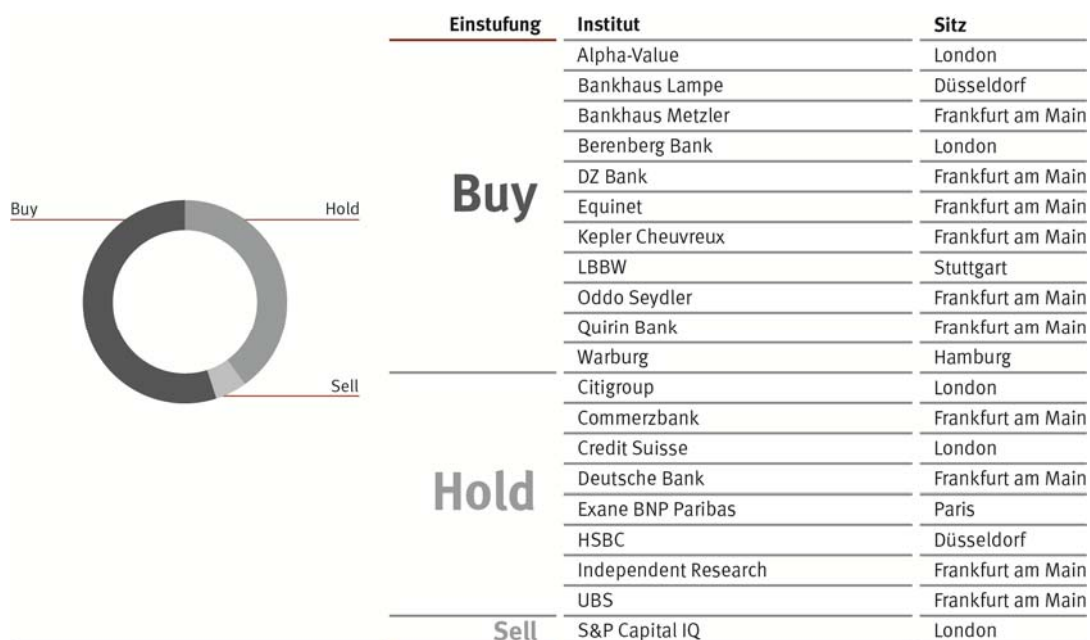 Einstufung Institut Sitz
Alpha-Value London
Bankhaus Lampe Düsseldorf
Bankhaus Metzler Frankfurt am Main
Berenberg Bank London
DZ Bank Frankfurt am Main
Buy
Equinet Frankfurt am Main
Kepler Cheuvreux Frankfurt am Main
LBBW Stuttgart
Oddo Seydler Frankfurt am Main
Quirin Bank Frankfurt am Main
Warburg Hamburg
Citigroup London
Commerzbank Frankfurt am Main
Credit Suisse London
Deutsche Bank Frankfurt am Main
Hold
Exane BNP Paribas Paris
HSBC Düsseldorf
Independent Research Frankfurt am Main
UBS Frankfurt am Main
Sell S&P Capital IQ London
Buy
Hold
Sell